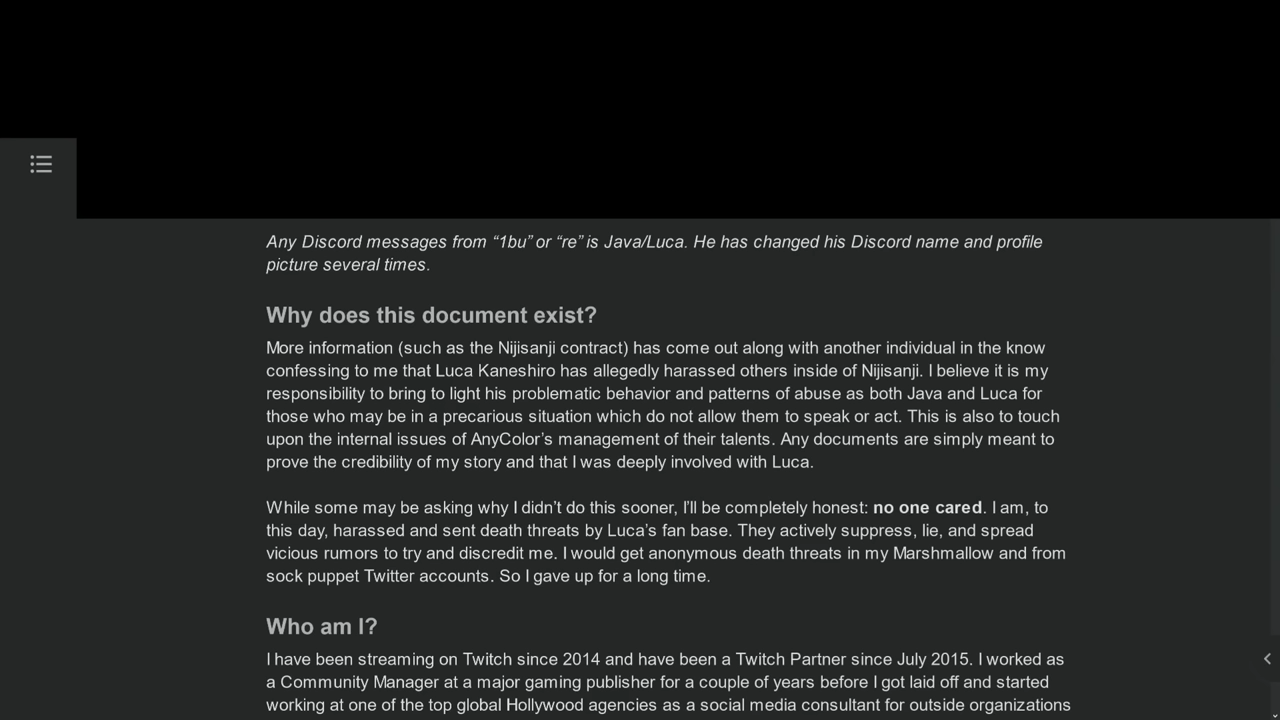 Any Discord messages from “1bu” or “re” is Java/Luca. He has changed his Discord name and profile
picture several times.
Why does this document exist?
More information (such as the Nijisanji contract) has come out along with another individual in the know
confessing to me that Luca Kaneshiro has allegedly harassed others inside of Nijisanji. I believe it is my
responsibility to bring to light his problematic behavior and patterns of abuse as both Java and Luca for
those who may be in a precarious situation which do not allow them to speak or act. This is also to touch
upon the internal issues of AnyColor’s management of their talents. Any documents are simply meant to
prove the credibility of my story and that I was deeply involved with Luca.
While some may be asking why I didn’t do this sooner, I’ll be completely honest: no one cared. I am, to
this day, harassed and sent death threats by Luca’s fan base. They actively suppress, lie, and spread
vicious rumors to try and discredit me. I would get anonymous death threats in my Marshmallow and from
sock puppet Twitter accounts. So I gave up for a long time.
Who am I?
I have been streaming on Twitch since 2014 and have been a Twitch Partner since July 2015. I worked as
a Community Manager at a major gaming publisher for a couple of years before I got laid off and started
working at one of the top global Hollywood agencies as a social media consultant for outside organizations